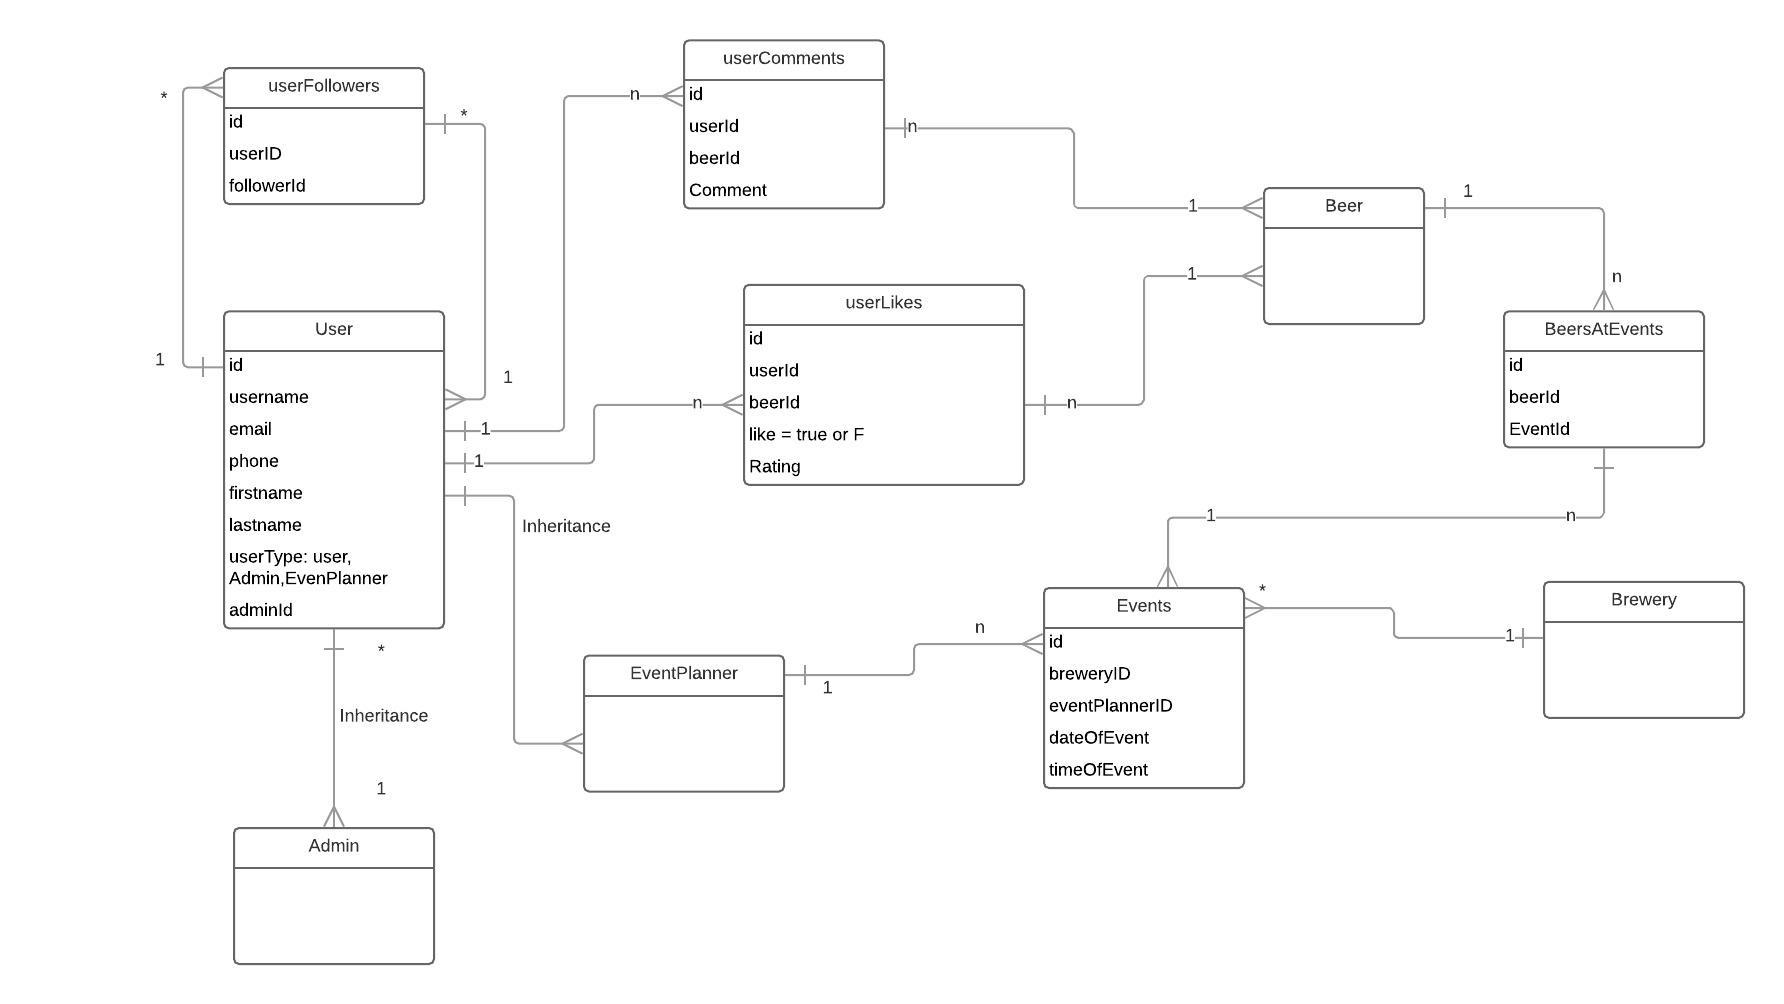 userFollowers
id
userID
followerId
*
*
1
1
userComments
id
userId
beerId
Comment
n
n
1
Beer
1
n
1
User
id
username
email
phone
firstname
lastname
userType: user,
Admin,EvenPlanner
adminId
1
1
userLikes
id
userId
beerId
like = true or F
Rating
n
n
BeersAtEvents
id
beerId
EventId
Inheritance
1
n
*
Inheritance
1
Admin
EventPlanner
1
n
Events
id
breweryID
eventPlannerID
dateOfEvent
timeOfEvent
*
1
Brewery